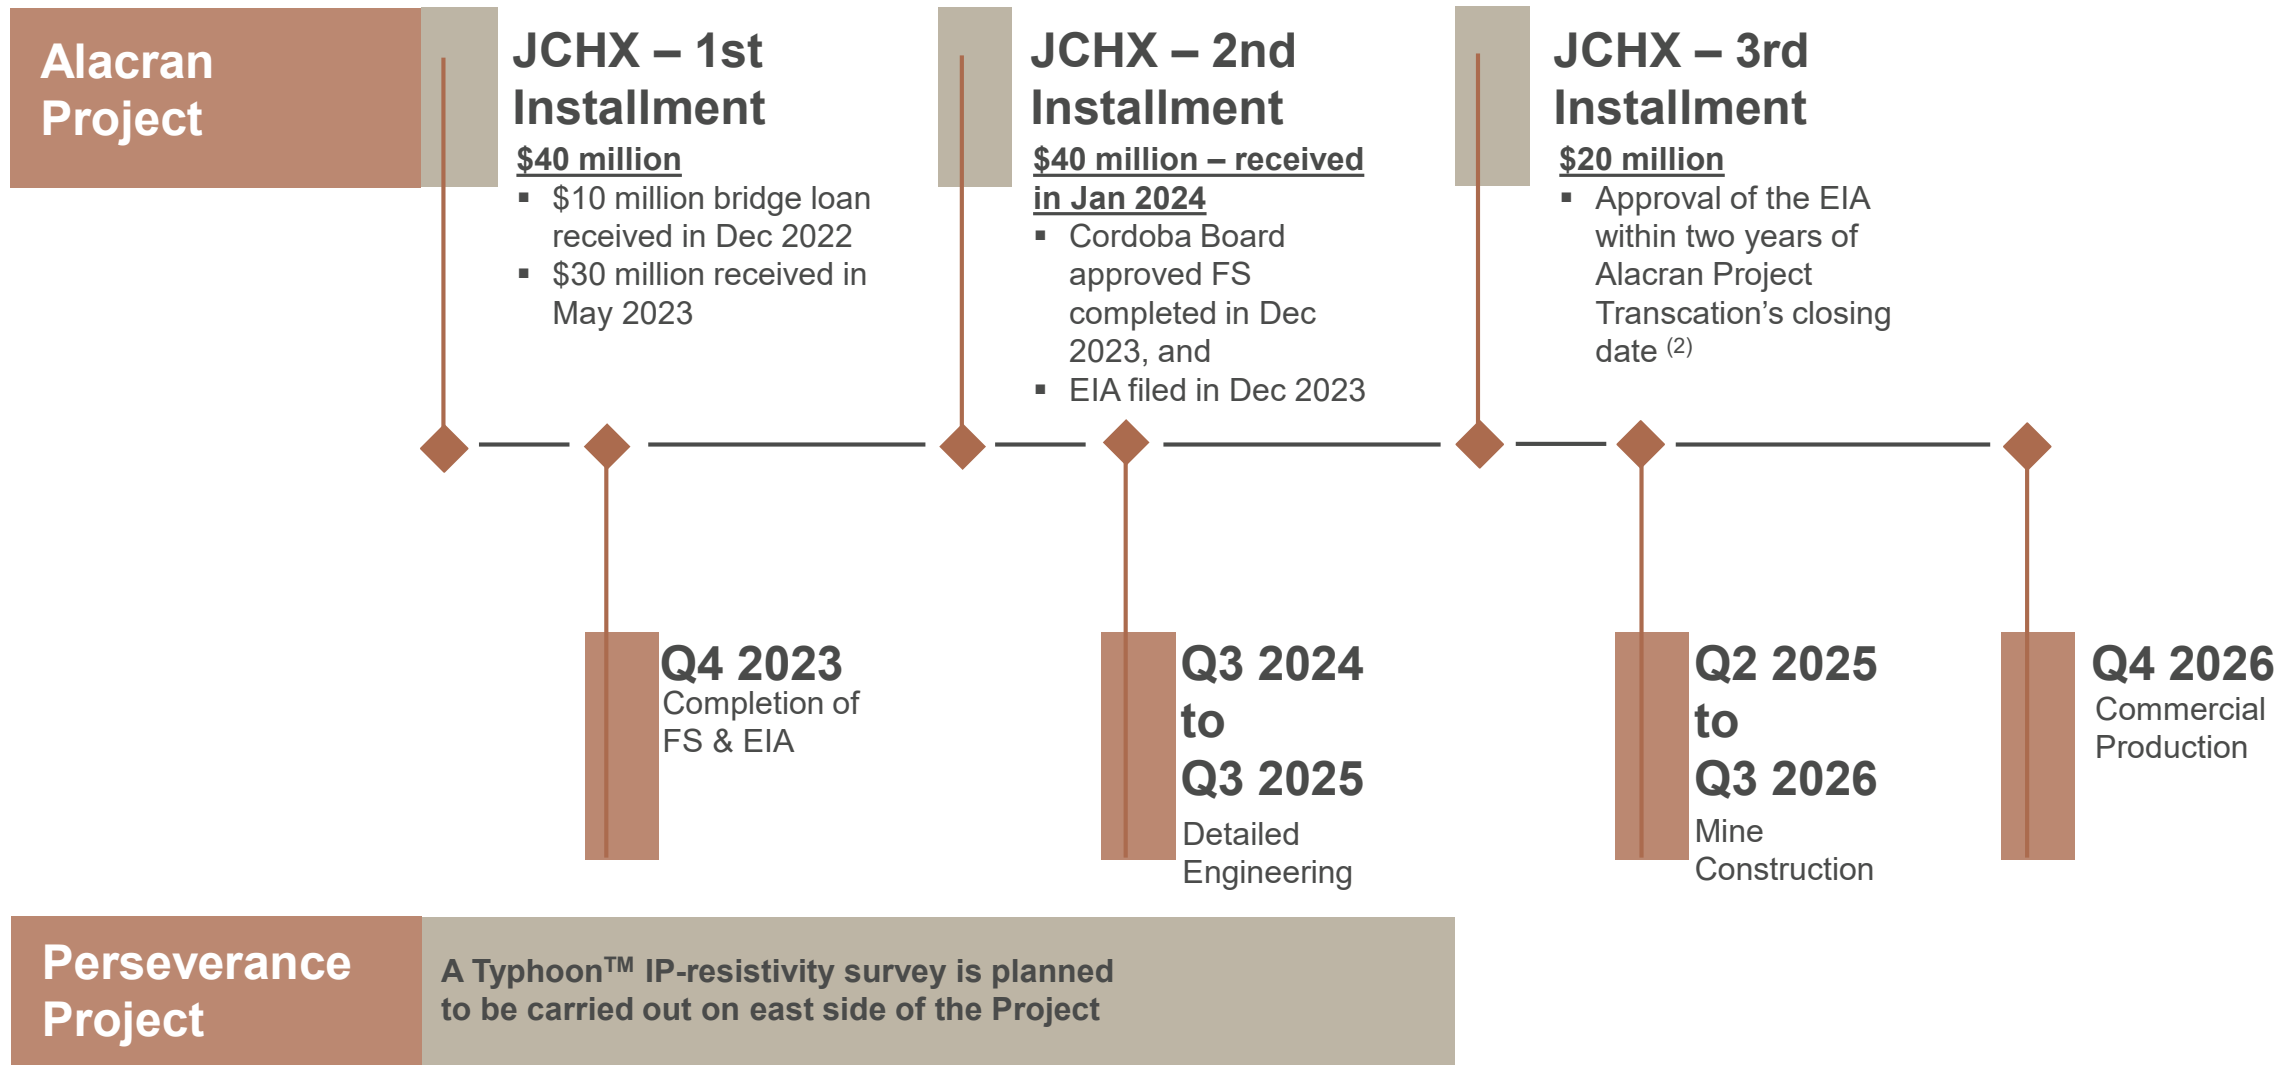 Alacran
Project
JCHX – 1st
Installment
$40 million
▪ $10 million bridge loan
received in Dec 2022
▪ $30 million received in
May 2023
JCHX – 2nd
Installment
$40 million – received
in Jan 2024
▪ Cordoba Board
approved FS
completed in Dec
2023, and
▪ EIA filed in Dec 2023
JCHX – 3rd
Installment
$20 million
▪ Approval of the EIA
within two years of
Alacran Project
Transcation’s closing
date (2)
Q4 2023
Completion of
FS & EIA
Q3 2024
to
Q3 2025
Detailed
Engineering
Q2 2025
to
Q3 2026
Mine
Construction
Q4 2026
Commercial
Production
Perseverance
Project
A Typhoon™ IP-resistivity survey is planned
to be carried out on east side of the Project